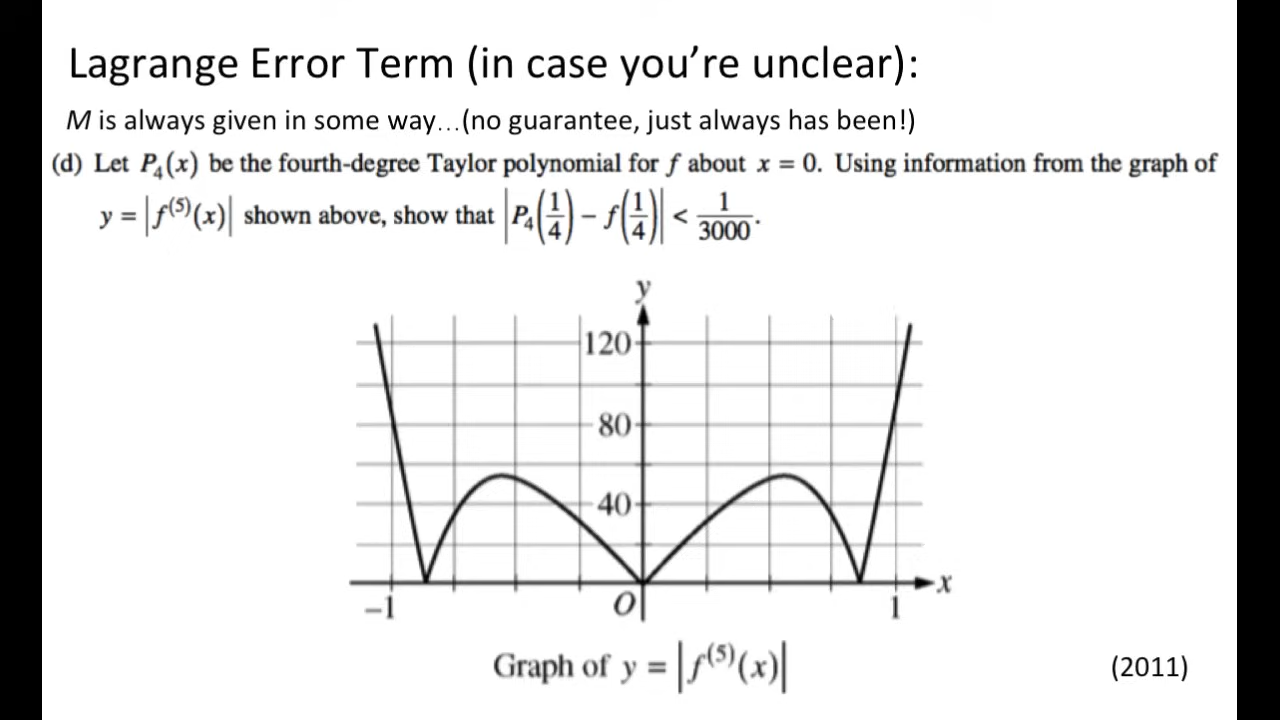 Lagrange Error Term (in case you’re unclear):
M is always given in some way…(no guarantee, just always has been!)
(d) Let P₄(x) be the fourth-degree Taylor polynomial for f about x = 0. Using information from the graph of
y = |f⁽⁵⁾(x)| shown above, show that |P₄(1/4) − f(1/4)| < 1/3000.
y
120
80
40
−1 O 1 x
Graph of y = |f⁽⁵⁾(x)|
(2011)